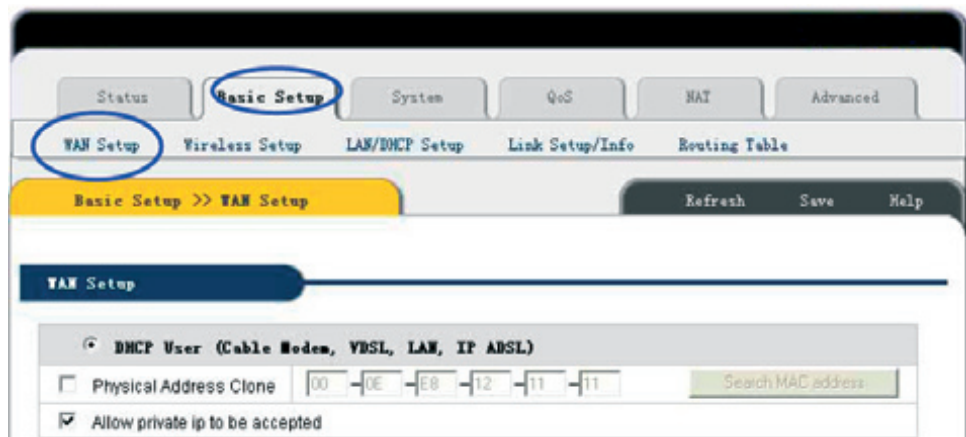 Status Basic Setup System QoS NAT Advanced
WAN Setup Wireless Setup LAN/DHCP Setup Link Setup/Info Routing Table
Basic Setup >> WAN Setup Refresh Save Help
WAN Setup
DHCP User (Cable Modem, VDSL, LAN, IP ADSL)
Physical Address Clone 00 - 0E - E8 - 12 - 11 - 11 Search MAC address
Allow private ip to be accepted